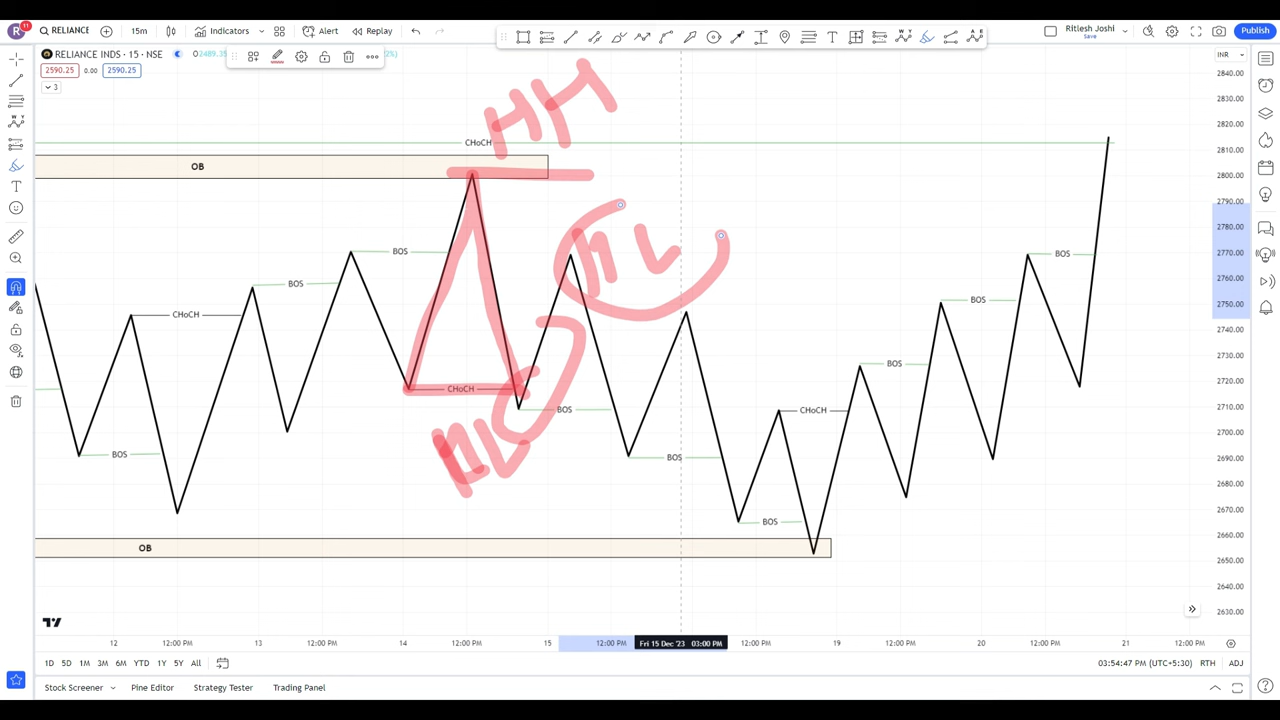 R 11 RELIANCE 15m Indicators Alert Replay Ritlesh Joshi Save Publish
RELIANCE INDS · 15 · NSE
2590.25 0.00 2590.25
3
INR
2840.00
2830.00
2820.00
2810.00
2800.00
2790.00
2780.00
2770.00
2760.00
2750.00
2740.00
2730.00
2720.00
2710.00
2700.00
2690.00
2680.00
2670.00
2660.00
2650.00
2640.00
2630.00
HH
CHoCH
OB
BOS
BOS
BOS
BOS
CHoCH
BOS
BOS
CHoCH
BOS
CHoCH
BOS
BOS
BOS
OB
12 12:00 PM 13 12:00 PM 14 12:00 PM 15 12:00 PM Fri 15 Dec '23 03:00 PM 12:00 PM 19 12:00 PM 20 12:00 PM 21 12:00 PM
1D 5D 1M 3M 6M YTD 1Y 5Y All 03:54:47 PM (UTC+5:30) RTH ADJ
Stock Screener Pine Editor Strategy Tester Trading Panel